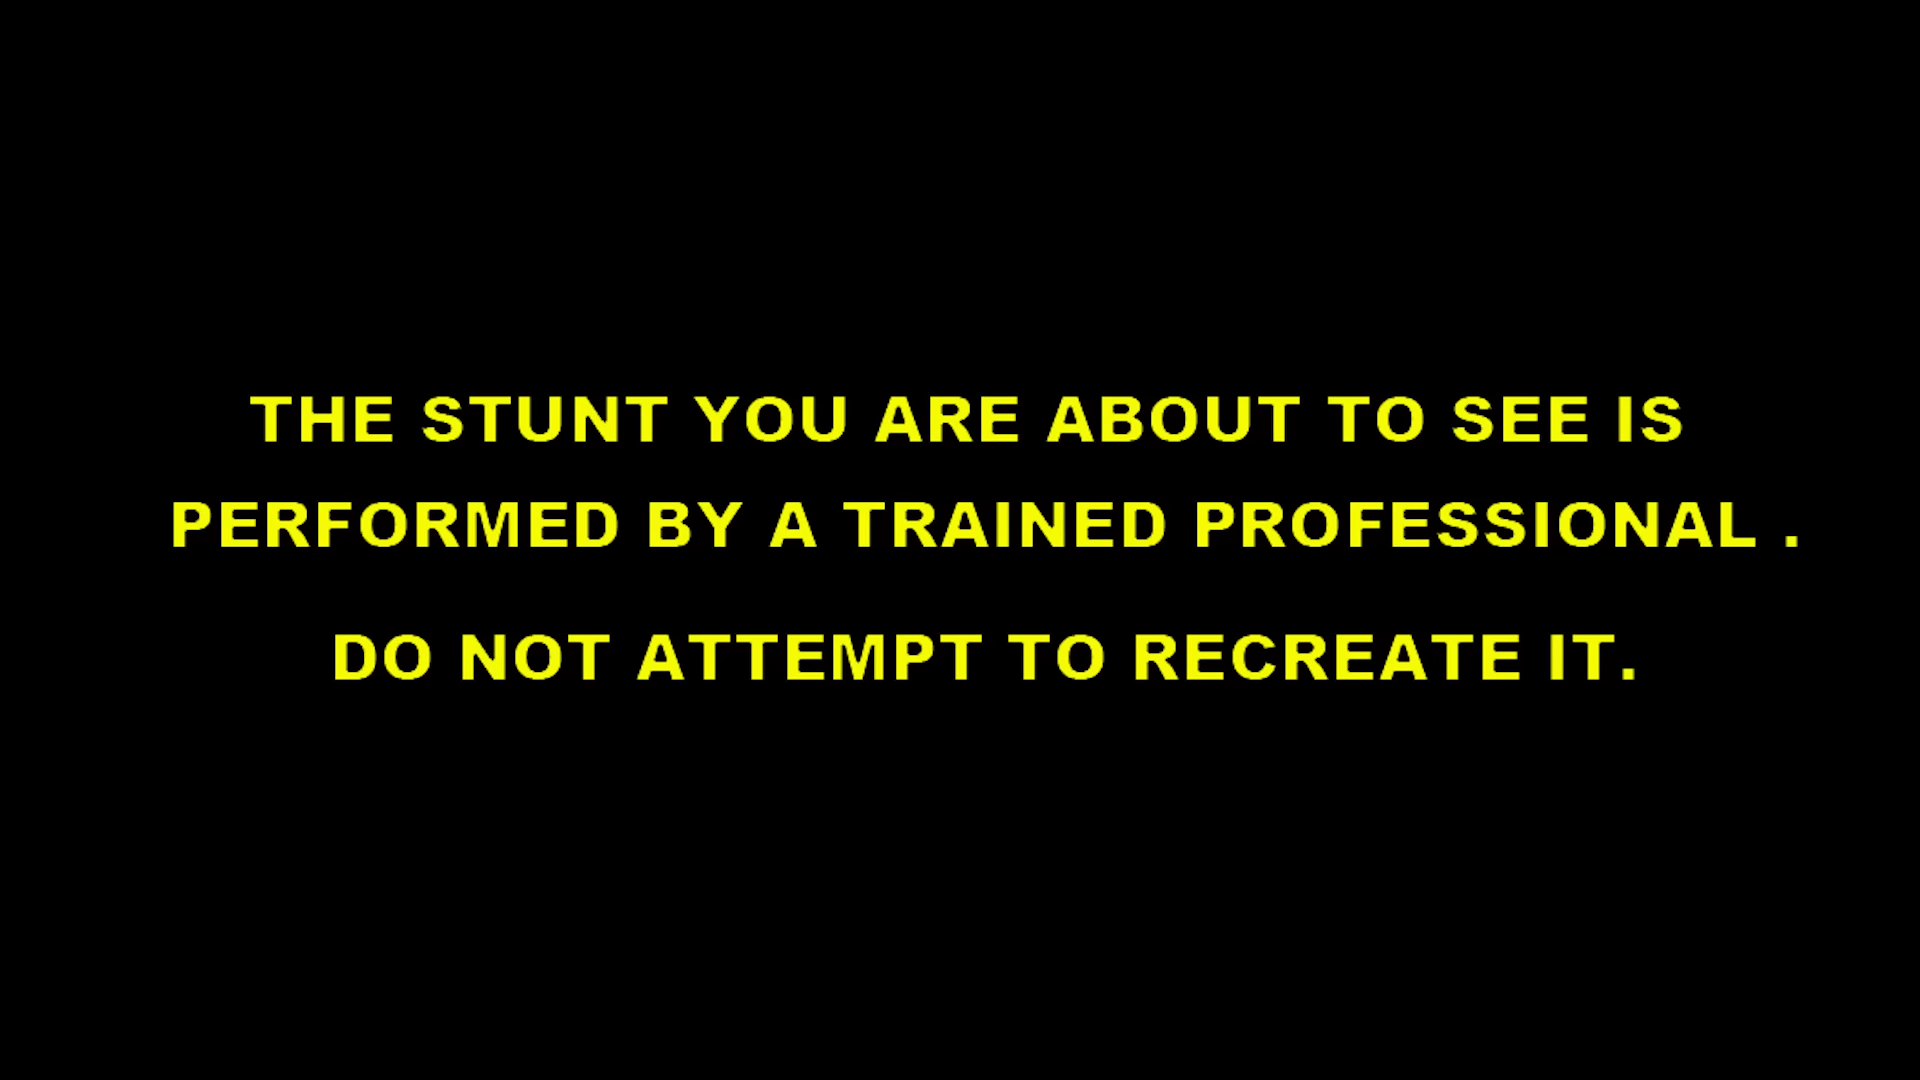 THE STUNT YOU ARE ABOUT TO SEE IS
PERFORMED BY A TRAINED PROFESSIONAL .
DO NOT ATTEMPT TO RECREATE IT.